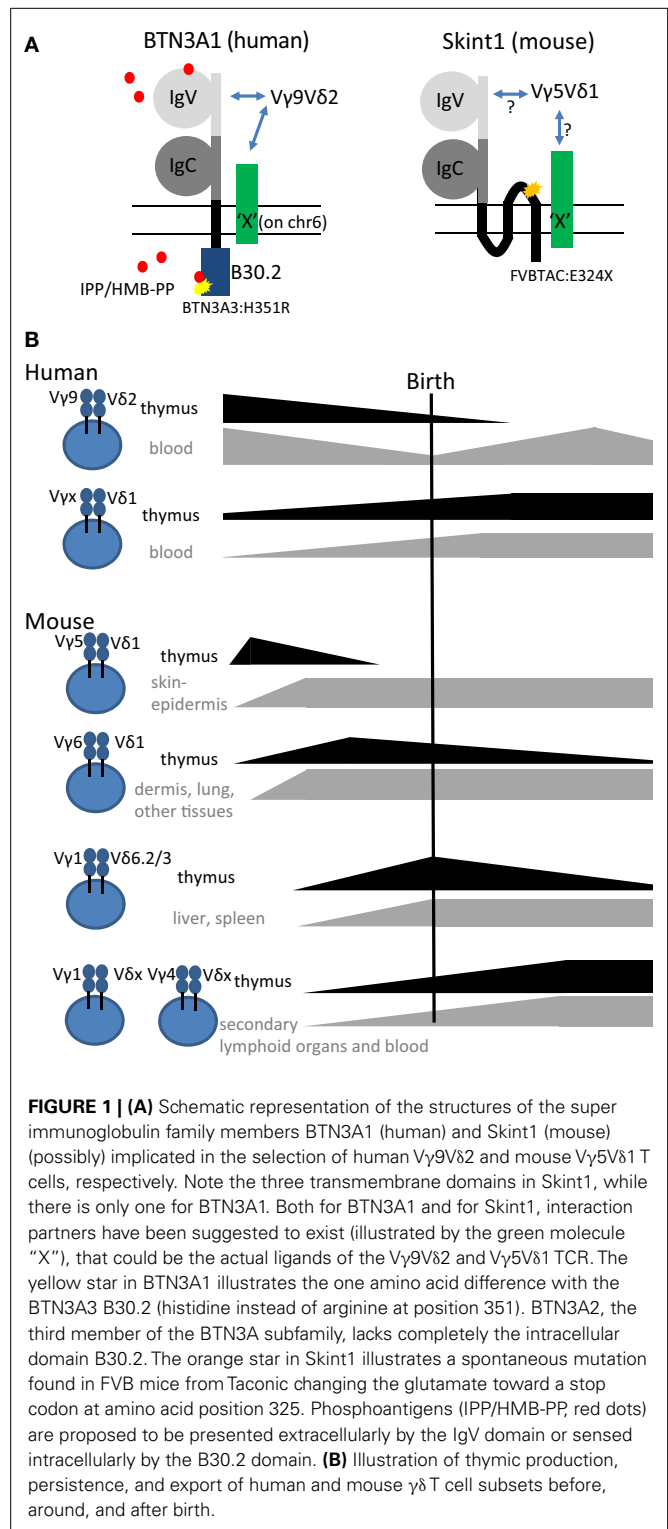 A
BTN3A1 (human)
Skint1 (mouse)
IgV
Vγ9Vδ2
IgV
?
Vγ5Vδ1
?
IgC
IgC
'X'
(on chr6)
'X'
IPP/HMB-PP
B30.2
BTN3A3:H351R
FVBTAC:E324X
B
Human
Birth
Vγ9 Vδ2
thymus
blood
Vγx Vδ1
thymus
blood
Mouse
Vγ5 Vδ1
thymus
skin-
epidermis
Vγ6 Vδ1
thymus
dermis, lung,
other tissues
Vγ1 Vδ6.2/3
thymus
liver, spleen
Vγ1 Vδx Vγ4 Vδx
thymus
secondary
lymphoid organs and blood
FIGURE 1 | (A) Schematic representation of the structures of the super
immunoglobulin family members BTN3A1 (human) and Skint1 (mouse)
(possibly) implicated in the selection of human Vγ9Vδ2 and mouse Vγ5Vδ1 T
cells, respectively. Note the three transmembrane domains in Skint1, while
there is only one for BTN3A1. Both for BTN3A1 and for Skint1, interaction
partners have been suggested to exist (illustrated by the green molecule
“X”), that could be the actual ligands of the Vγ9Vδ2 and Vγ5Vδ1 TCR. The
yellow star in BTN3A1 illustrates the one amino acid difference with the
BTN3A3 B30.2 (histidine instead of arginine at position 351). BTN3A2, the
third member of the BTN3A subfamily, lacks completely the intracellular
domain B30.2. The orange star in Skint1 illustrates a spontaneous mutation
found in FVB mice from Taconic changing the glutamate toward a stop
codon at amino acid position 325. Phosphoantigens (IPP/HMB-PP, red dots)
are proposed to be presented extracellularly by the IgV domain or sensed
intracellularly by the B30.2 domain. (B) Illustration of thymic production,
persistence, and export of human and mouse γδ T cell subsets before,
around, and after birth.